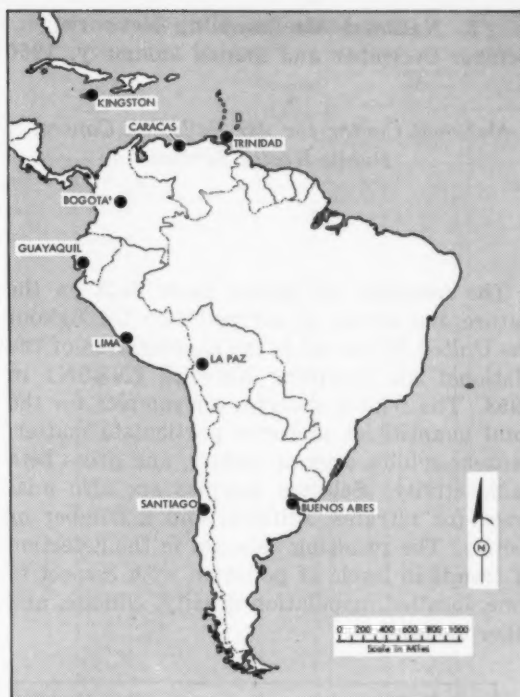 KINGSTON
CARACAS
TRINIDAD
BOGOTA'
GUAYAQUIL
LIMA
LA PAZ
SANTIAGO
BUENOS AIRES
N
0 200 400 600 800 1000
Scale in Miles